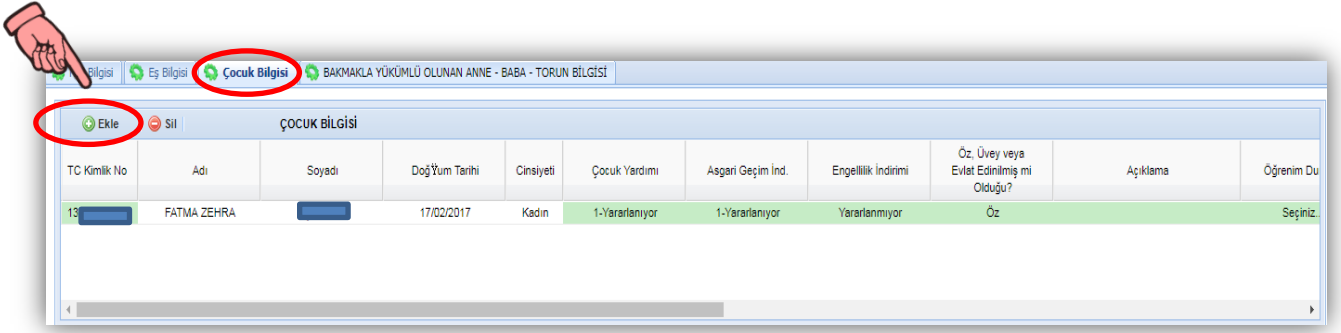 Bilgisi Eş Bilgisi Çocuk Bilgisi BAKMAKLA YÜKÜMLÜ OLUNAN ANNE - BABA - TORUN BİLGİSİ
Ekle Sil ÇOCUK BİLGİSİ
TC Kimlik No Adı Soyadı DoğŸum Tarihi Cinsiyeti Çocuk Yardımı Asgari Geçim İnd. Engellilik İndirimi Öz, Üvey veya Evlat Edinilmiş mi Olduğu? Açıklama Öğrenim Du
13 FATMA ZEHRA 17/02/2017 Kadın 1-Yararlanıyor 1-Yararlanıyor Yararlanmıyor Öz Seçiniz..